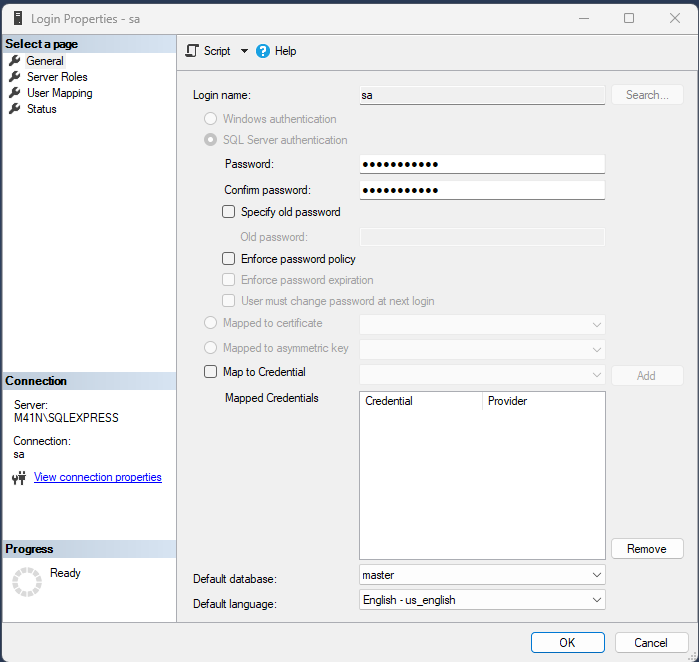 Login Properties - sa
Select a page
General
Server Roles
User Mapping
Status
Connection
Server:
M41N\SQLEXPRESS
Connection:
sa
View connection properties
Progress
Ready
Script
Help
Login name: sa Search...
Windows authentication
SQL Server authentication
Password: ●●●●●●●●●●●
Confirm password: ●●●●●●●●●●●
Specify old password
Old password:
Enforce password policy
Enforce password expiration
User must change password at next login
Mapped to certificate
Mapped to asymmetric key
Map to Credential Add
Mapped Credentials Credential Provider
Remove
Default database: master
Default language: English - us_english
OK Cancel